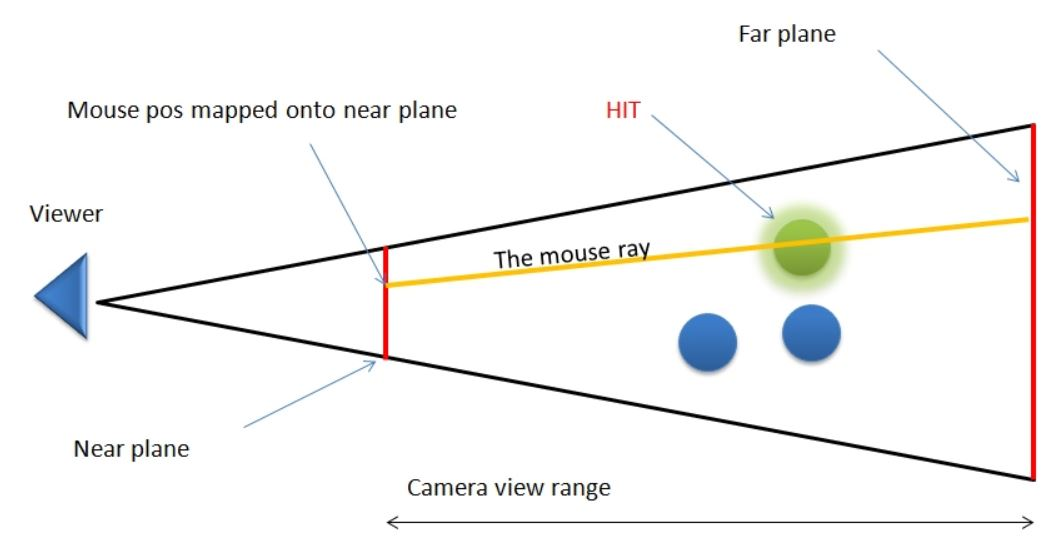 Far plane
Mouse pos mapped onto near plane
HIT
Viewer
The mouse ray
Near plane
Camera view range